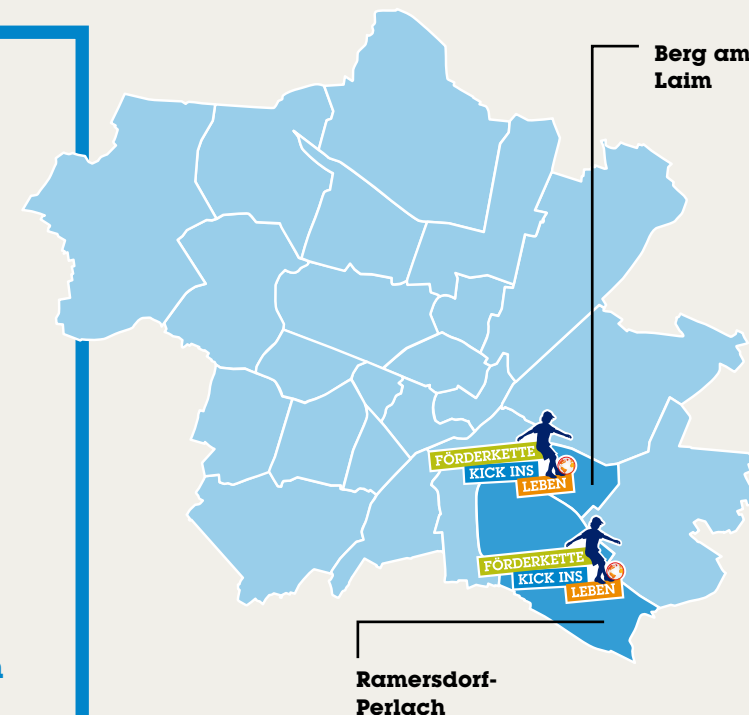 Berg am
Laim
FÖRDERKETTE
KICK INS
LEBEN
FÖRDERKETTE
KICK INS
LEBEN
Ramersdorf-
Perlach